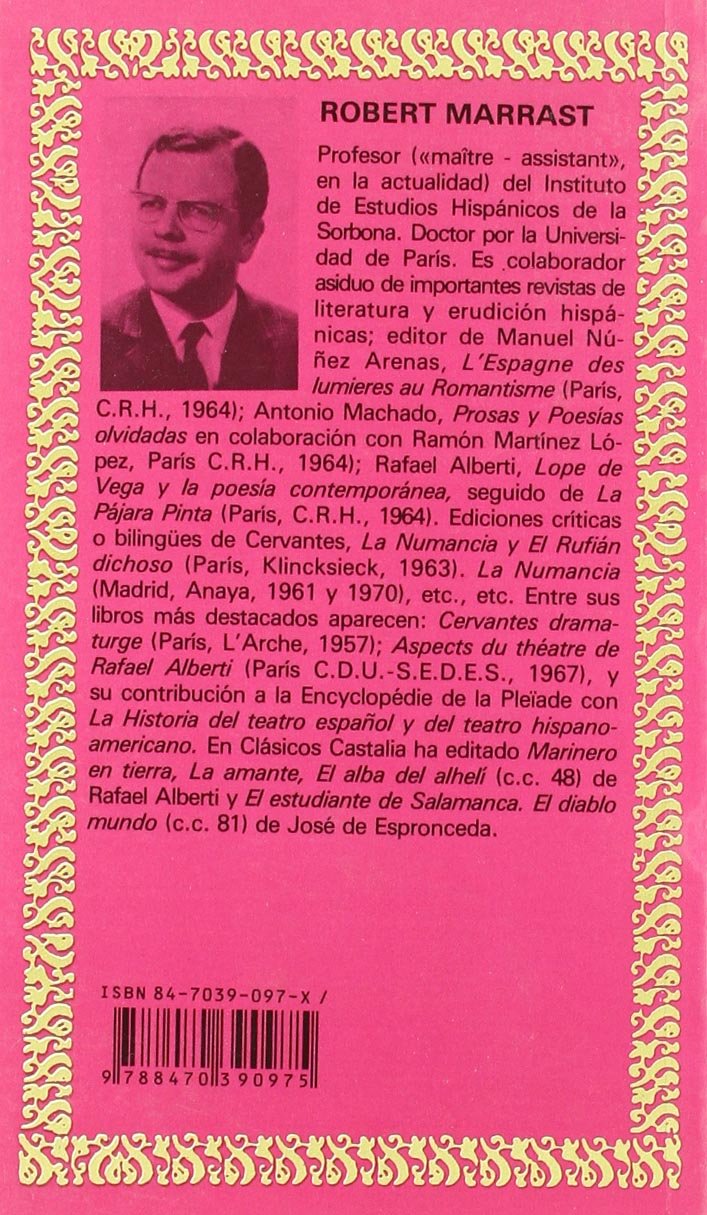 ROBERT MARRAST
Profesor («maître - assistant»,
en la actualidad) del Instituto
de Estudios Hispánicos de la
Sorbona. Doctor por la Universi-
dad de París. Es colaborador
asiduo de importantes revistas de
literatura y erudición hispá-
nicas; editor de Manuel Nú-
ñez Arenas, L'Espagne des
lumieres au Romantisme (París,
C.R.H., 1964); Antonio Machado, Prosas y Poesías
olvidadas en colaboración con Ramón Martínez Ló-
pez, París C.R.H., 1964); Rafael Alberti, Lope de
Vega y la poesía contemporánea, seguido de La
Pájara Pinta (París, C.R.H., 1964). Ediciones críticas
o bilingües de Cervantes, La Numancia y El Rufián
dichoso (París, Klincksieck, 1963). La Numancia
(Madrid, Anaya, 1961 y 1970), etc., etc. Entre sus
libros más destacados aparecen: Cervantes drama-
turge (París, L'Arche, 1957); Aspects du théatre de
Rafael Alberti (París C.D.U.-S.E.D.E.S., 1967), y
su contribución a la Encyclopédie de la Pleïade con
La Historia del teatro español y del teatro hispano-
americano. En Clásicos Castalia ha editado Marinero
en tierra, La amante, El alba del alhelí (c.c. 48) de
Rafael Alberti y El estudiante de Salamanca. El diablo
mundo (c.c. 81) de José de Espronceda.
ISBN 84-7039-097-X /
9 788470 390975